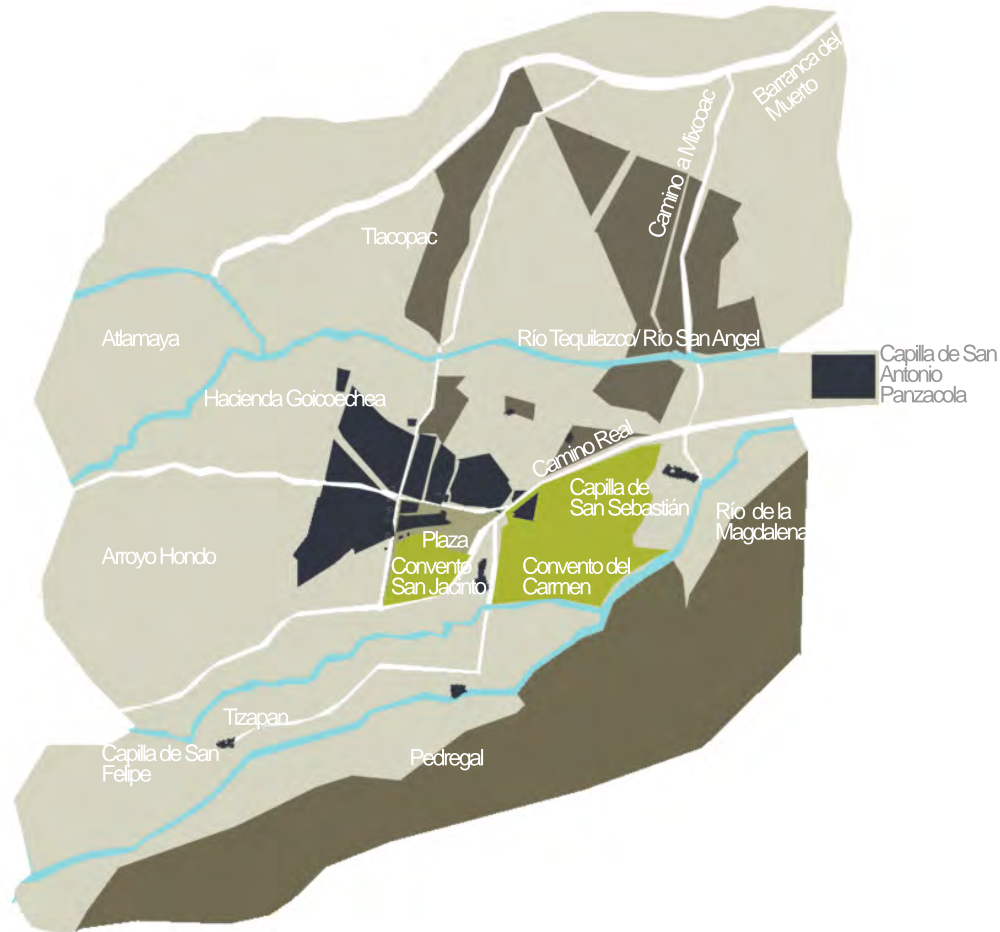 Barranca del
Muerto
Camino a Mixcoac
Tlacopac
Atlamaya
Río Tequilazco/ Río San Angel
Capilla de San
Antonio
Panzacola
Hacienda Goicoechea
Camino Real
Capilla de
San Sebastián
Río de la
Magdalena
Plaza
Arroyo Hondo
Convento
San Jacinto
Convento del
Carmen
Tizapan
Capilla de San
Felipe
Pedregal